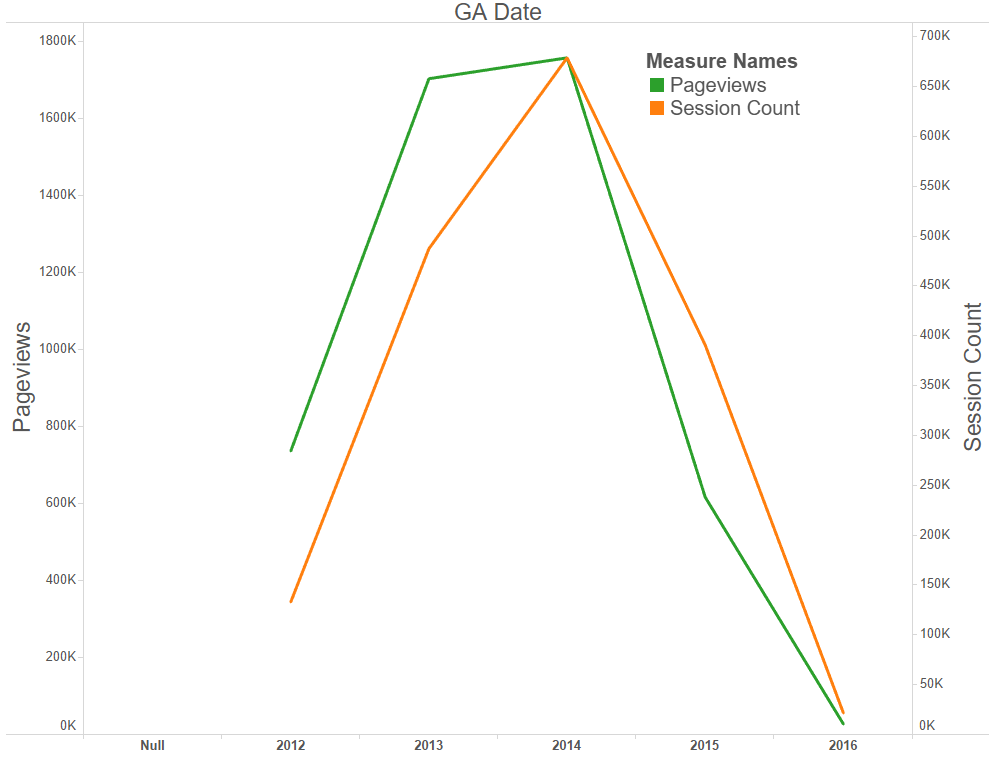 GA Date
1800K
1600K
1400K
1200K
1000K
800K
600K
400K
200K
0K
Pageviews
Measure Names
Pageviews
Session Count
700K
650K
600K
550K
500K
450K
400K
350K
300K
250K
200K
150K
100K
50K
0K
Session Count
Null 2012 2013 2014 2015 2016